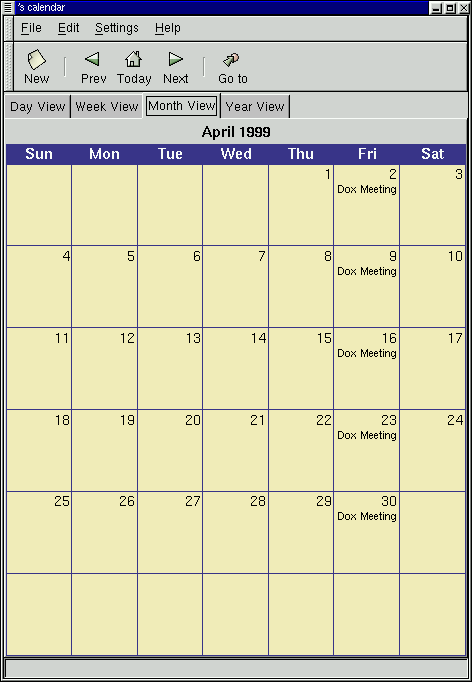 's calendar
File Edit Settings Help
New Prev Today Next Go to
Day View Week View Month View Year View
April 1999
Sun Mon Tue Wed Thu Fri Sat
1 2 3
Dox Meeting
4 5 6 7 8 9 10
Dox Meeting
11 12 13 14 15 16 17
Dox Meeting
18 19 20 21 22 23 24
Dox Meeting
25 26 27 28 29 30
Dox Meeting